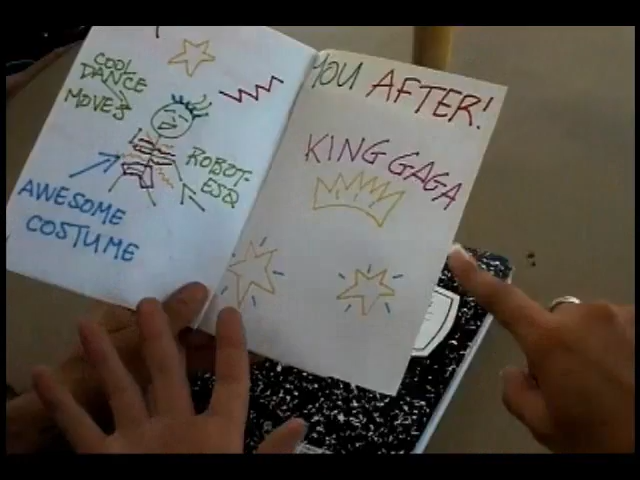 COOL
DANCE
MOVES
ROBOT-
ESQ
AWESOME
COSTUME
YOU AFTER!
KING GAGA